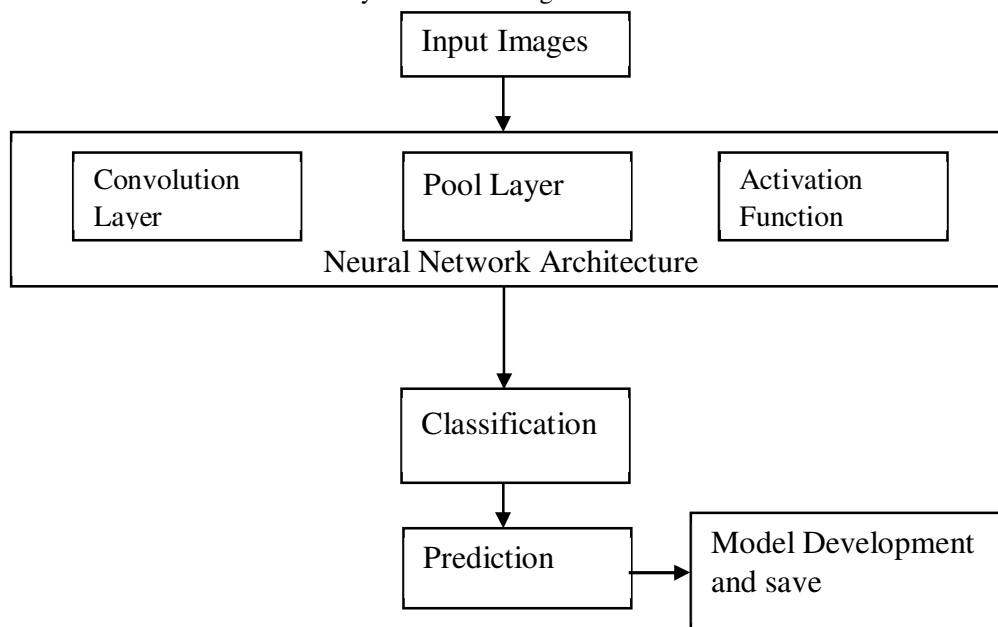 Input Images
Convolution
Layer
Pool Layer
Activation
Function
Neural Network Architecture
Classification
Prediction
Model Development
and save